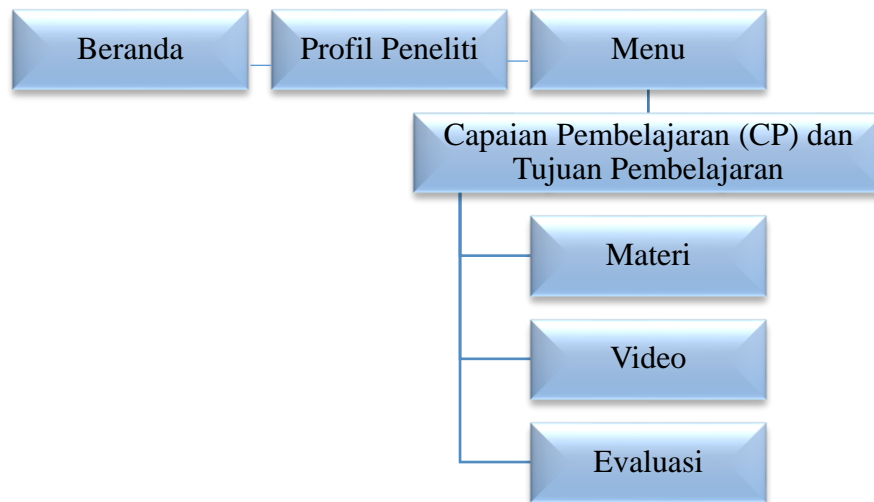 Beranda
Profil Peneliti
Menu
Capaian Pembelajaran (CP) dan
Tujuan Pembelajaran
Materi
Video
Evaluasi